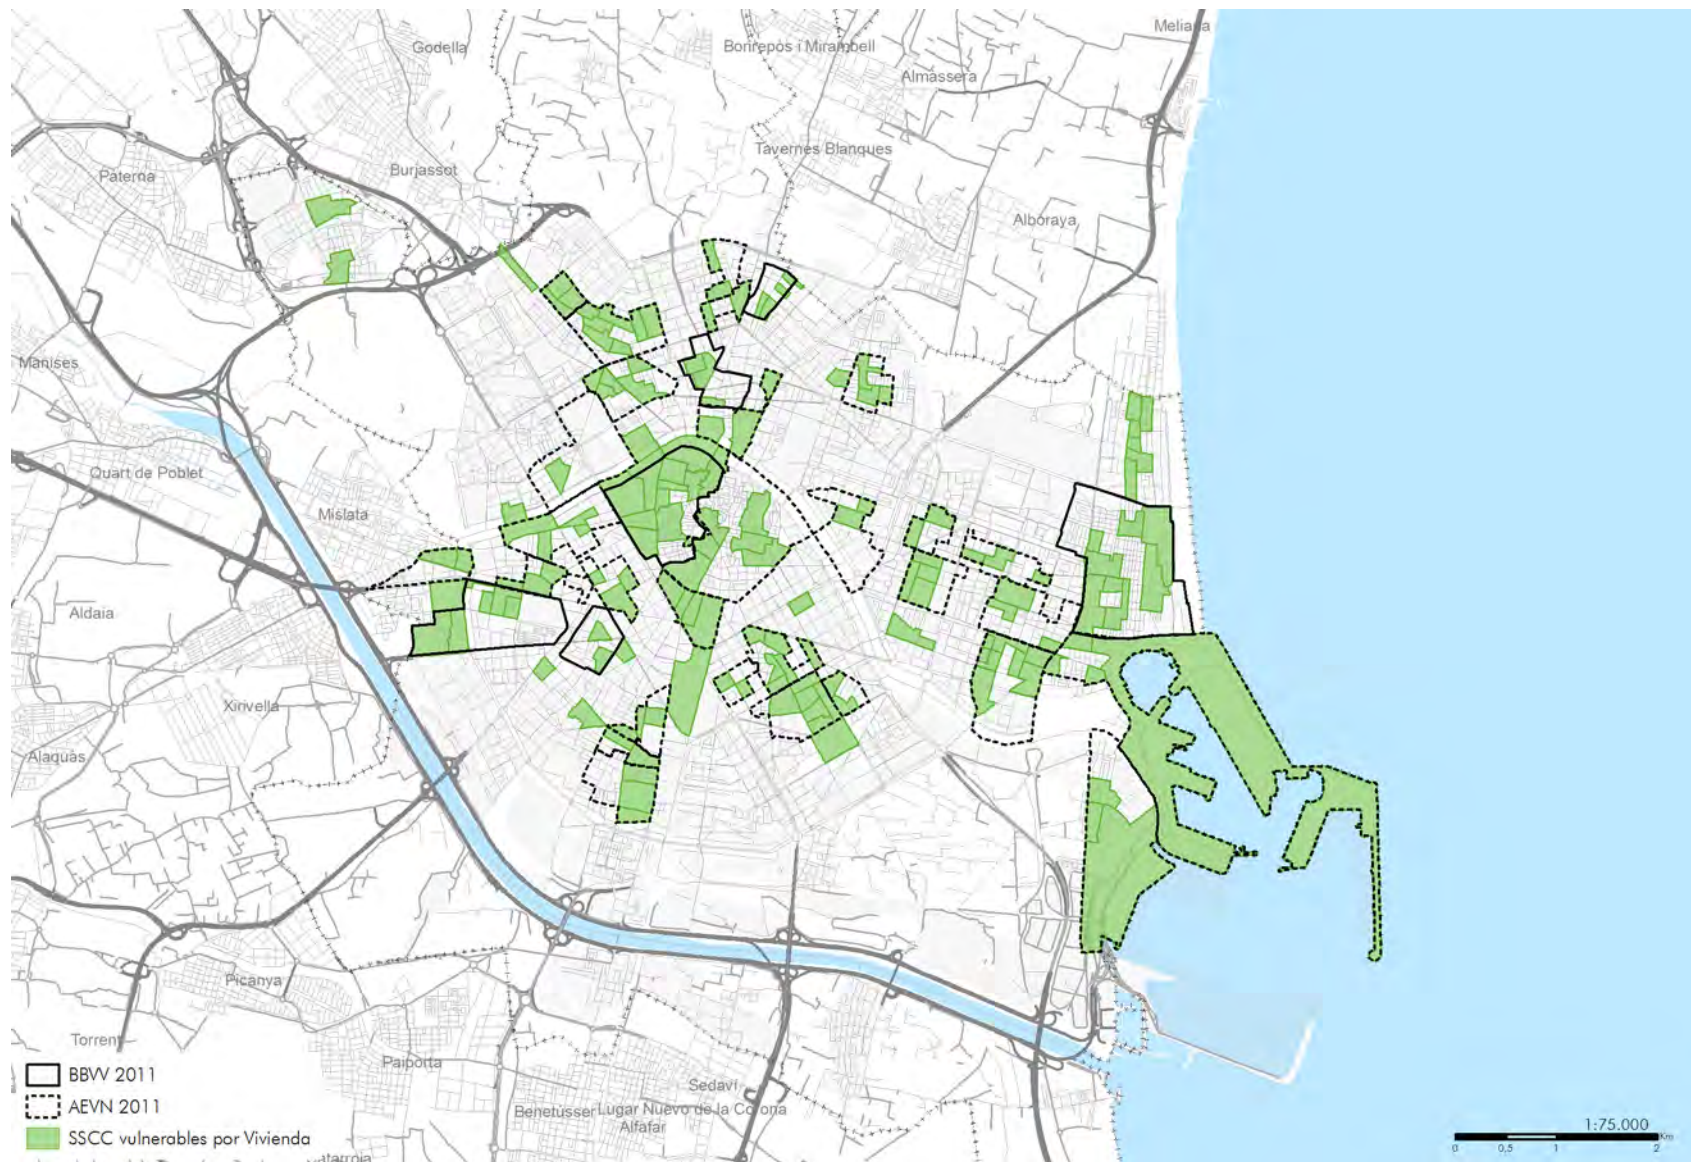 Meliana
Godella
Borirepòs i Mirambell
Almàssera
Tavernes Blanques
Paterna
Burjassot
Alboraya
Manises
Quart de Poblet
Mislata
Aldaia
Xirivella
Alaquàs
Picanya
Torrent
Paiporta
Sedaví
Benetússer
Lugar Nuevo de la Corona
Alfafar
BBVV 2011
AEVN 2011
SSCC vulnerables por Vivienda
1:75.000
Km
0 0,5 1 2